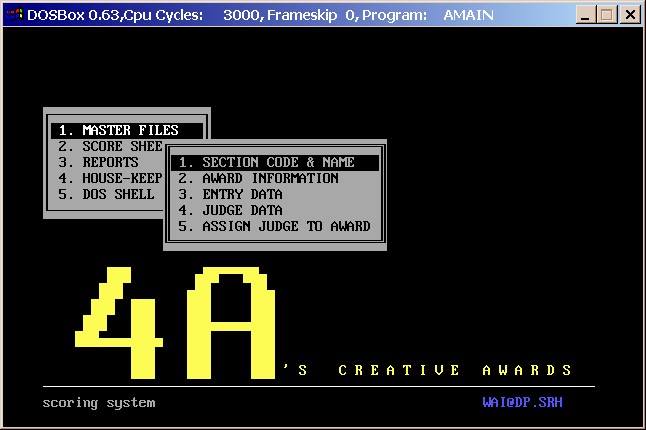 DOSBox 0.63,Cpu Cycles: 3000, Frameskip 0, Program: AMAIN
1. MASTER FILES
2. SCORE SHEE
3. REPORTS
4. HOUSE-KEEP
5. DOS SHELL
1. SECTION CODE & NAME
2. AWARD INFORMATION
3. ENTRY DATA
4. JUDGE DATA
5. ASSIGN JUDGE TO AWARD
4A'S CREATIVE AWARDS
scoring system WAI@DP.SRH